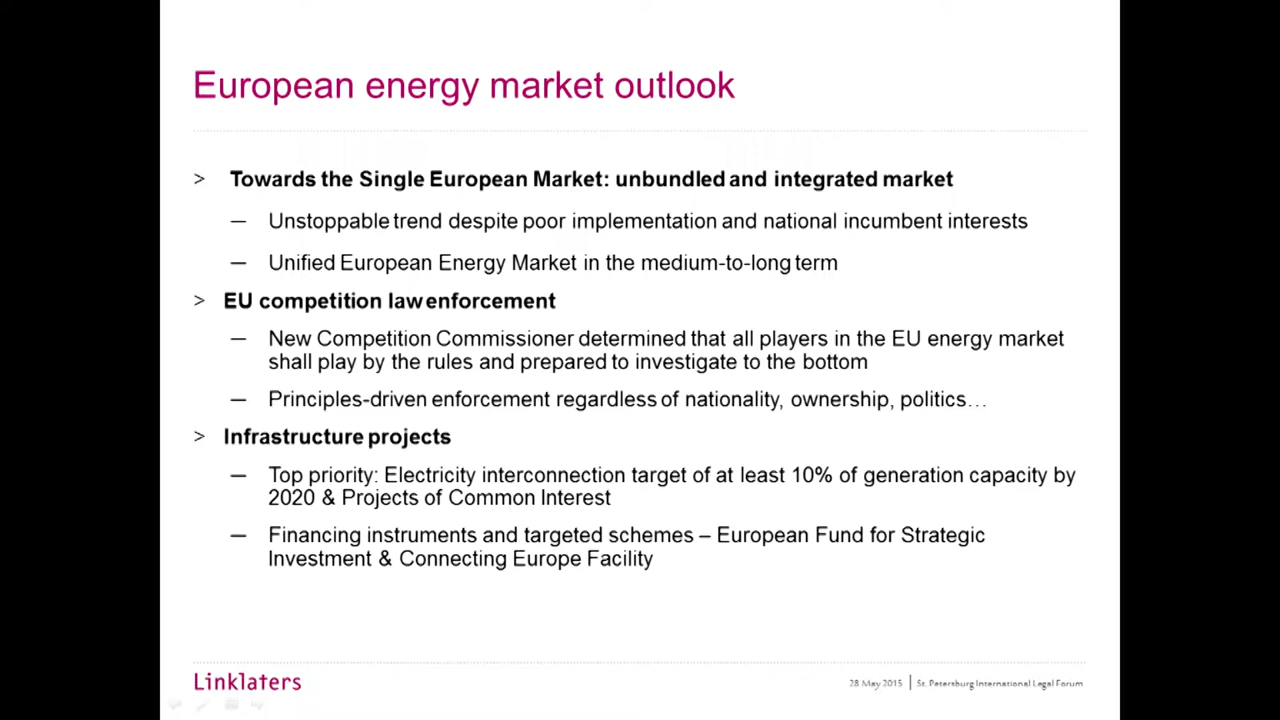 European energy market outlook
> Towards the Single European Market: unbundled and integrated market
— Unstoppable trend despite poor implementation and national incumbent interests
— Unified European Energy Market in the medium-to-long term
> EU competition law enforcement
— New Competition Commissioner determined that all players in the EU energy market
shall play by the rules and prepared to investigate to the bottom
— Principles-driven enforcement regardless of nationality, ownership, politics…
> Infrastructure projects
— Top priority: Electricity interconnection target of at least 10% of generation capacity by
2020 & Projects of Common Interest
— Financing instruments and targeted schemes – European Fund for Strategic
Investment & Connecting Europe Facility
Linklaters
28 May 2015 | St. Petersburg International Legal Forum